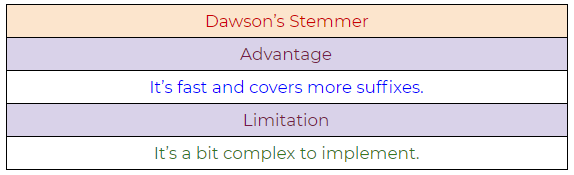 Dawson’s Stemmer
Advantage
It’s fast and covers more suffixes.
Limitation
It’s a bit complex to implement.